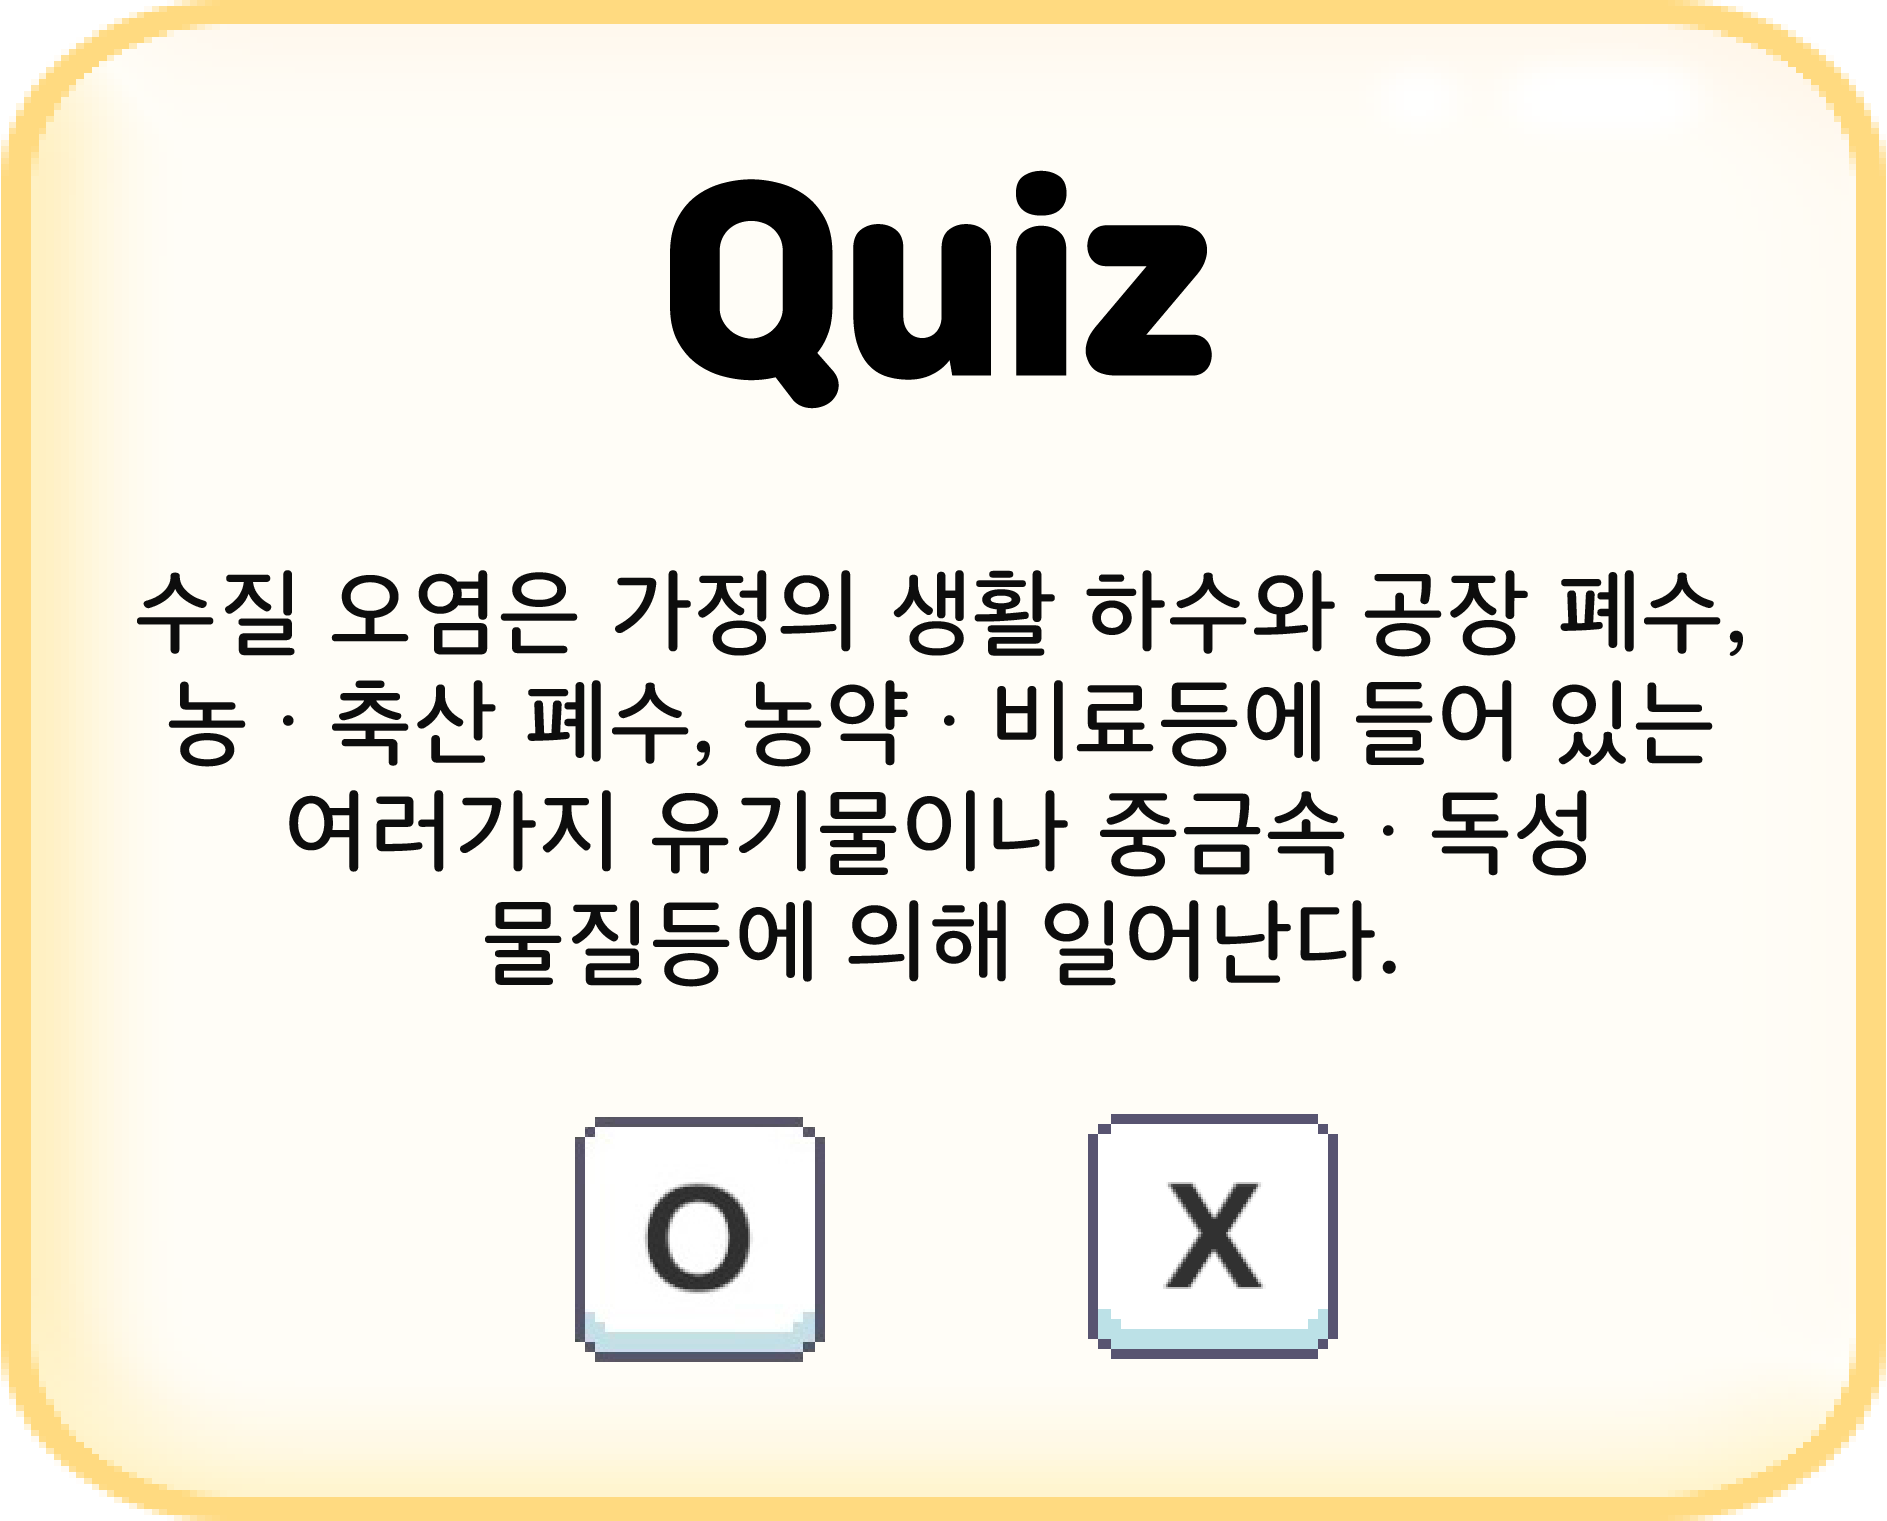 Quiz
수질 오염은 가정의 생활 하수와 공장 폐수,
농 · 축산 폐수, 농약 · 비료등에 들어 있는
여러가지 유기물이나 중금속 · 독성
물질등에 의해 일어난다.
O X